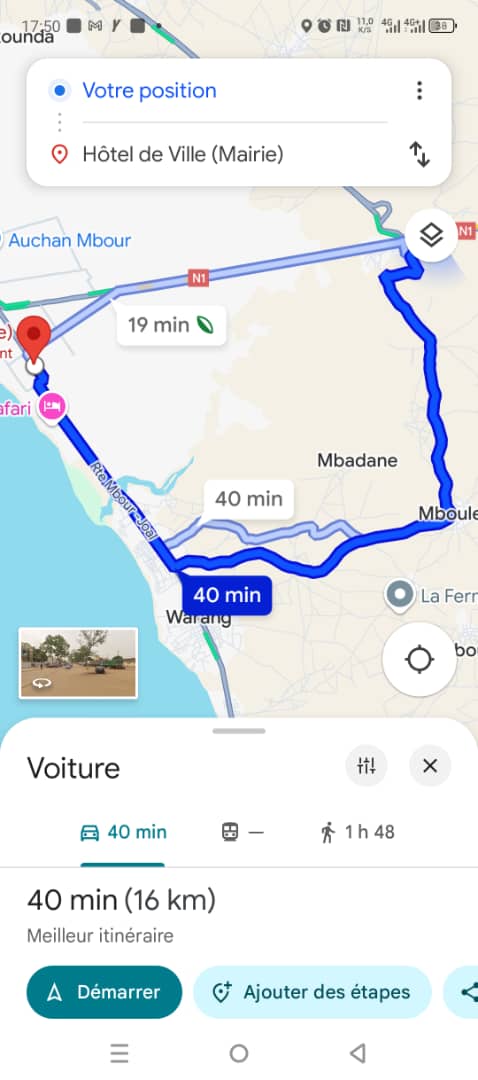 17:50
11,0
K/S
4G
4G+
38
ounda
Votre position
Hôtel de Ville (Mairie)
N1
Auchan Mbour
N1
19 min
e)
nt
afari
Rte Mbour -Joal
Mbadane
40 min
Mboule
40 min
La Ferr
Warang
bo
Voiture
40 min
—
1 h 48
40 min (16 km)
Meilleur itinéraire
Démarrer
Ajouter des étapes